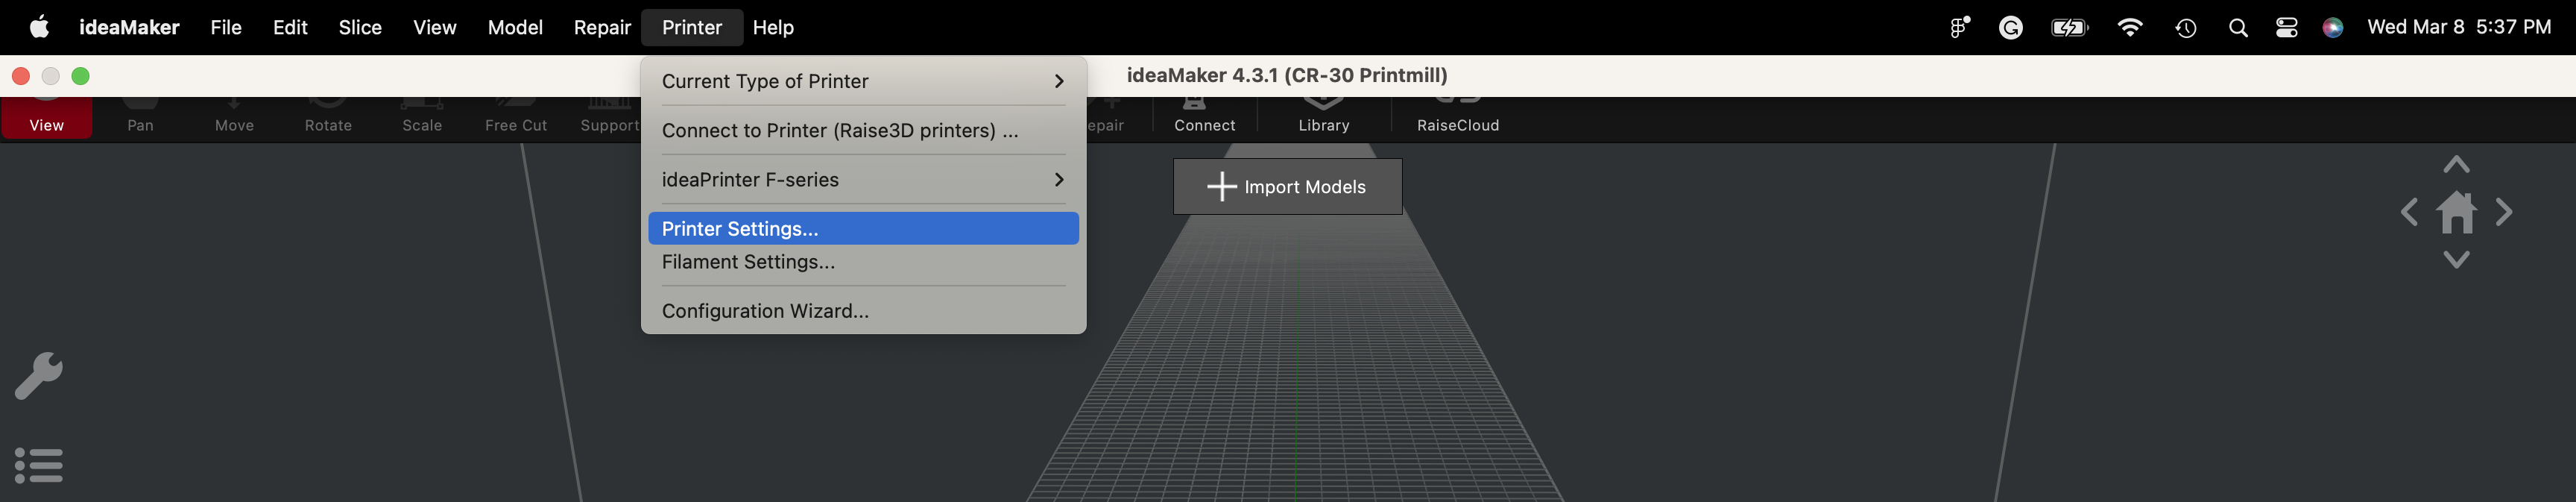 ideaMaker File Edit Slice View Model Repair Printer Help Wed Mar 8 5:37 PM
ideaMaker 4.3.1 (CR-30 Printmill)
View Pan Move Rotate Scale Free Cut Support epair Connect Library RaiseCloud
Current Type of Printer
Connect to Printer (Raise3D printers) ...
ideaPrinter F-series
Printer Settings...
Filament Settings...
Configuration Wizard...
Import Models